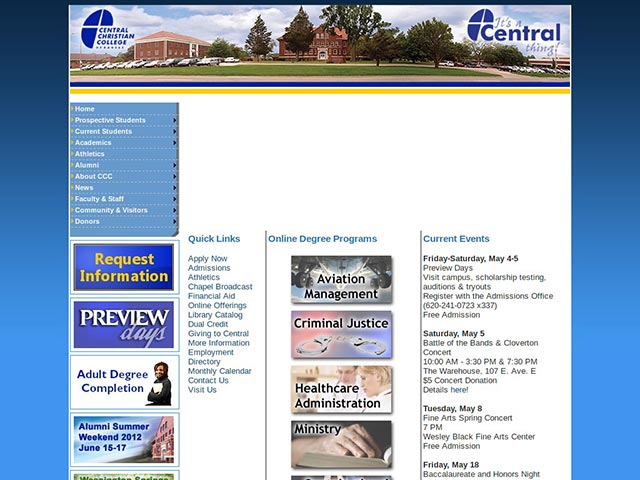 CENTRAL
CHRISTIAN
COLLEGE
OF KANSAS
It's a
Central
thing!
Home
Prospective Students
Current Students
Academics
Athletics
Alumni
About CCC
News
Faculty & Staff
Community & Visitors
Donors
Request
Information
PREVIEW
days
Adult Degree
Completion
Alumni Summer
Weekend 2012
June 15-17
Quick Links
Apply Now
Admissions
Athletics
Chapel Broadcast
Financial Aid
Online Offerings
Library Catalog
Dual Credit
Giving to Central
More Information
Employment
Directory
Monthly Calendar
Contact Us
Visit Us
Online Degree Programs
Aviation
Management
Criminal Justice
Healthcare
Administration
Ministry
Current Events
Friday-Saturday, May 4-5
Preview Days
Visit campus, scholarship testing,
auditions & tryouts
Register with the Admissions Office
(620-241-0723 x337)
Free Admission
Saturday, May 5
Battle of the Bands & Cloverton
Concert
10:00 AM - 3:30 PM & 7:30 PM
The Warehouse, 107 E. Ave. E
$5 Concert Donation
Details here!
Tuesday, May 8
Fine Arts Spring Concert
7 PM
Wesley Black Fine Arts Center
Free Admission
Friday, May 18
Baccalaureate and Honors Night